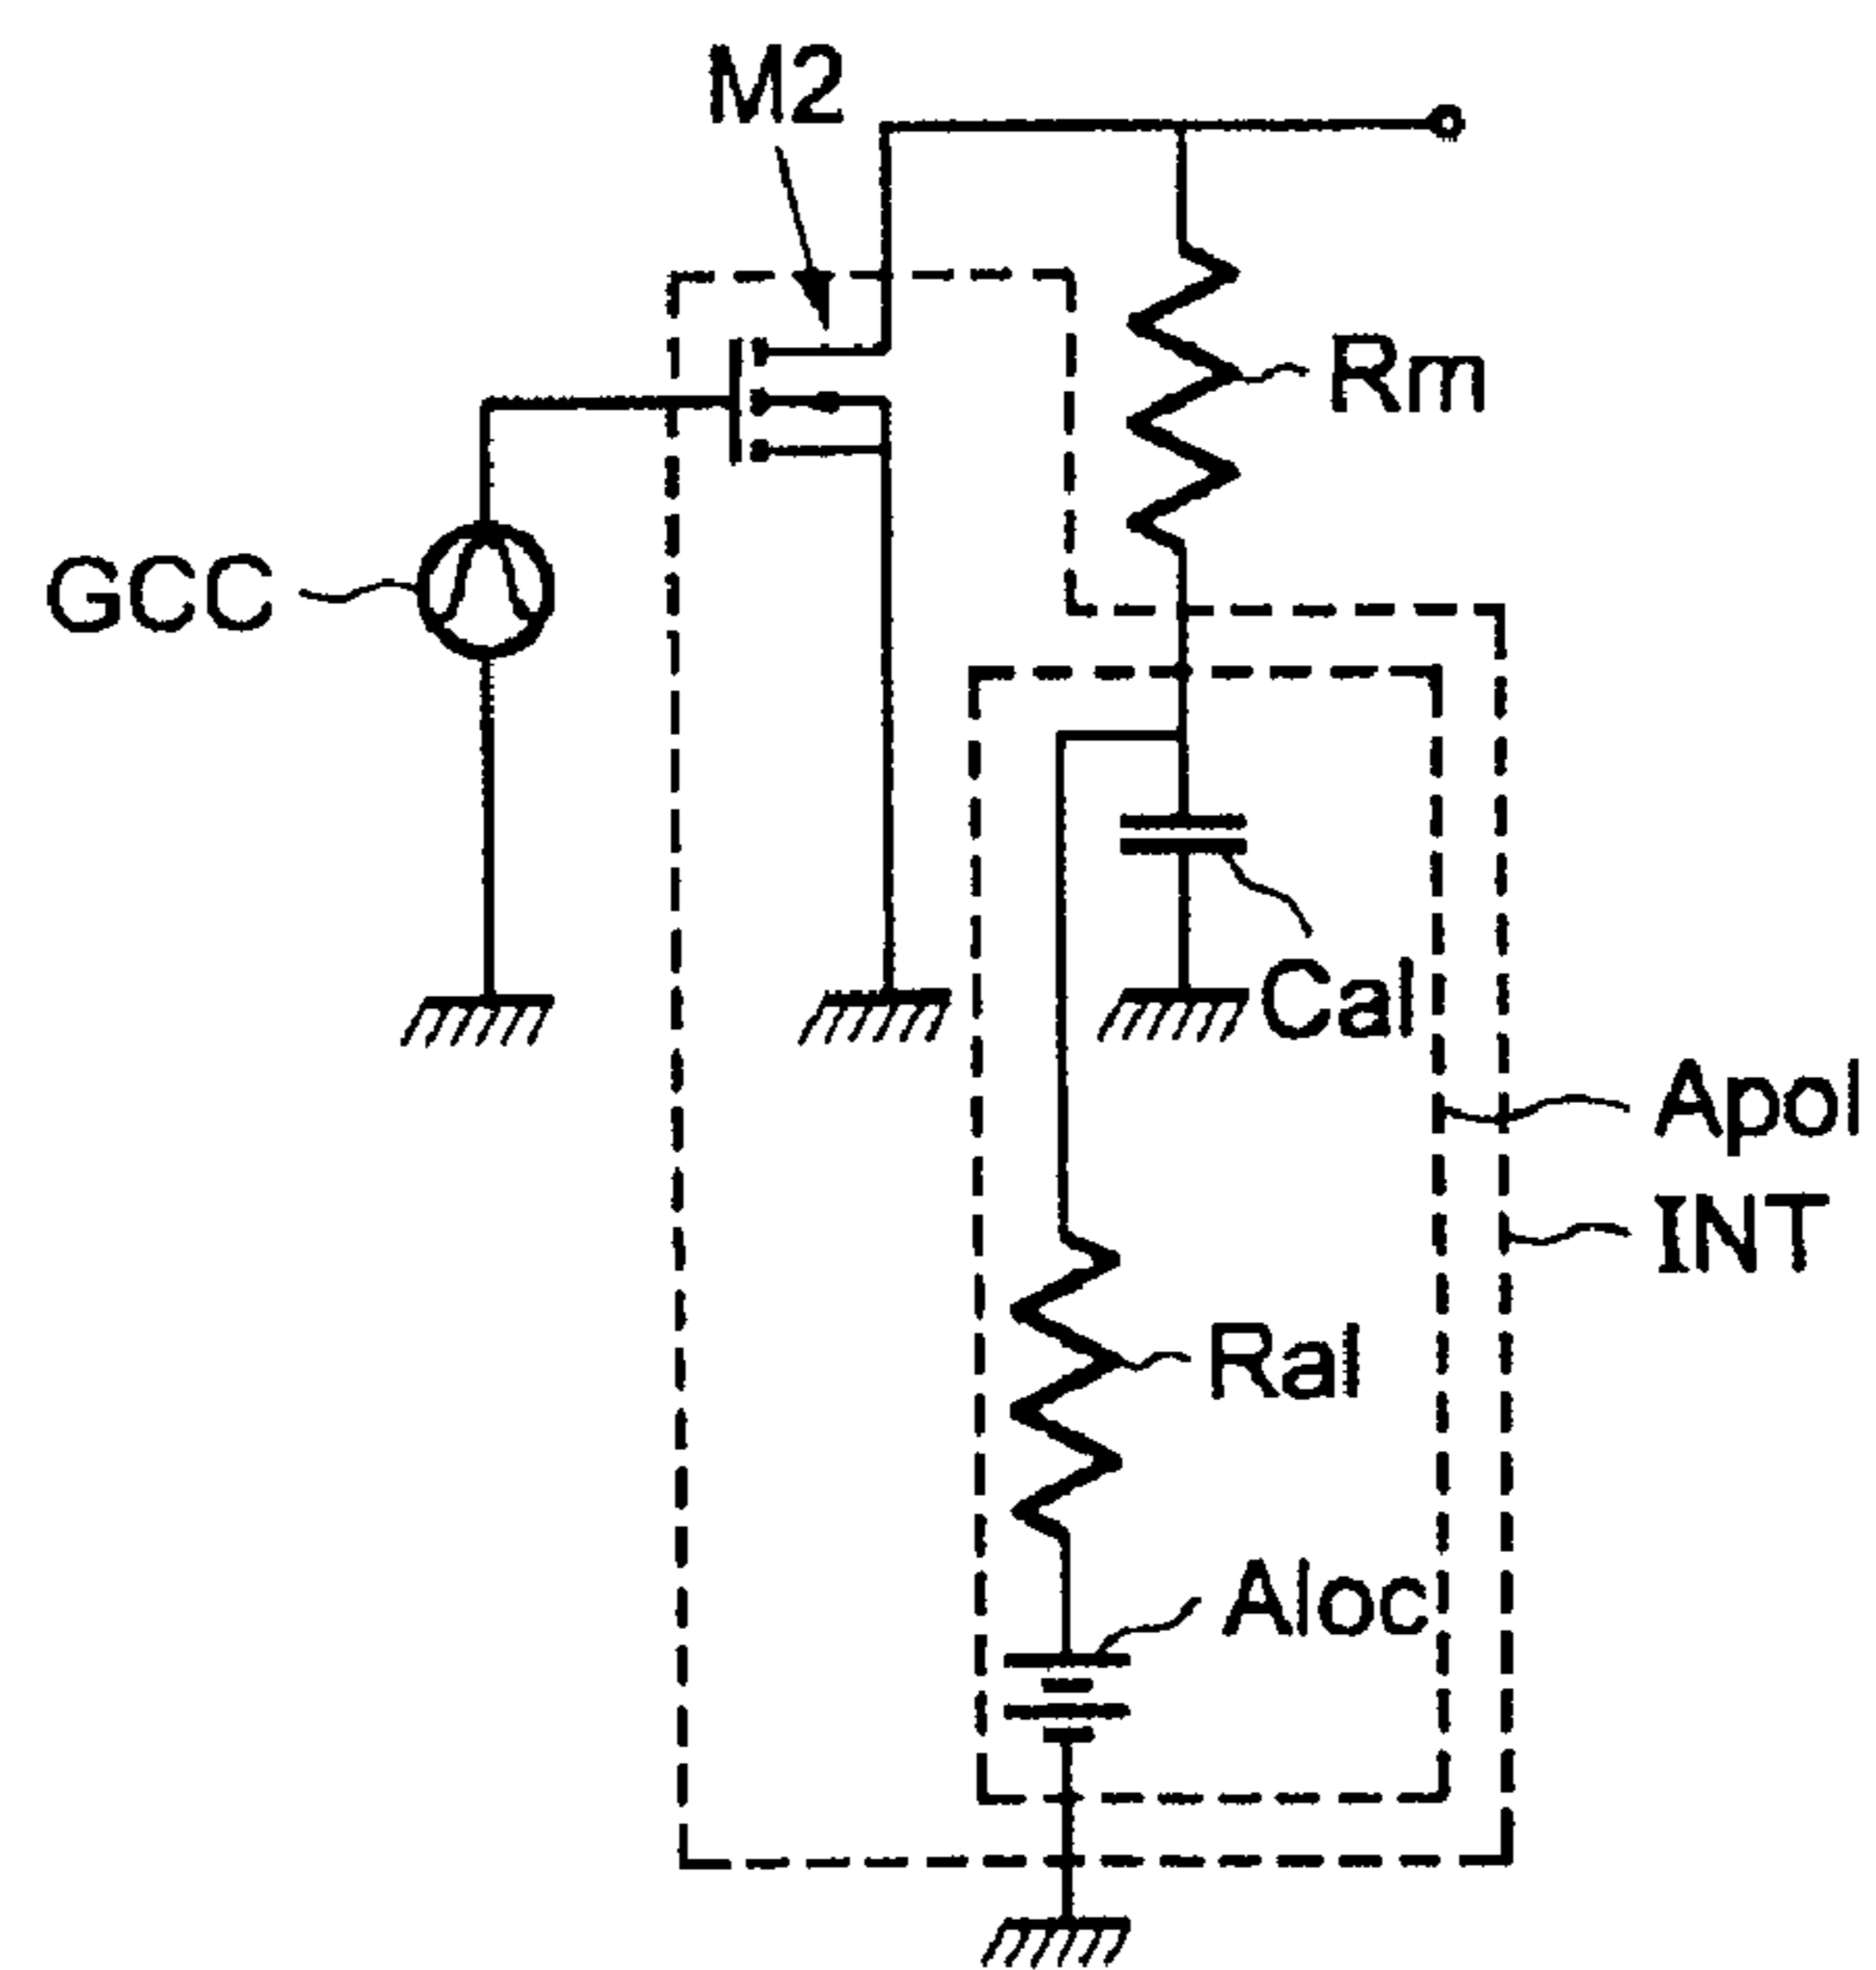 M2
Rm
GCC
Cal
Apol
INT
Ral
Aloc